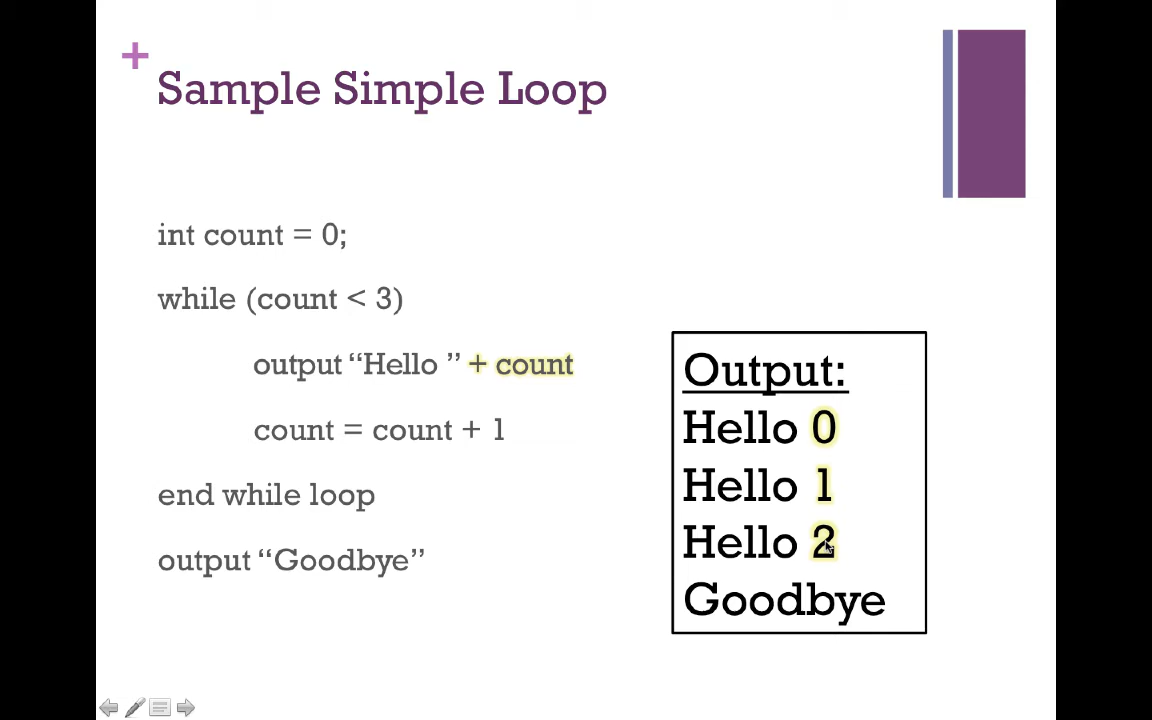 +
Sample Simple Loop
int count = 0;
while (count < 3)
output “Hello ” + count
count = count + 1
end while loop
output “Goodbye”
Output:
Hello 0
Hello 1
Hello 2
Goodbye